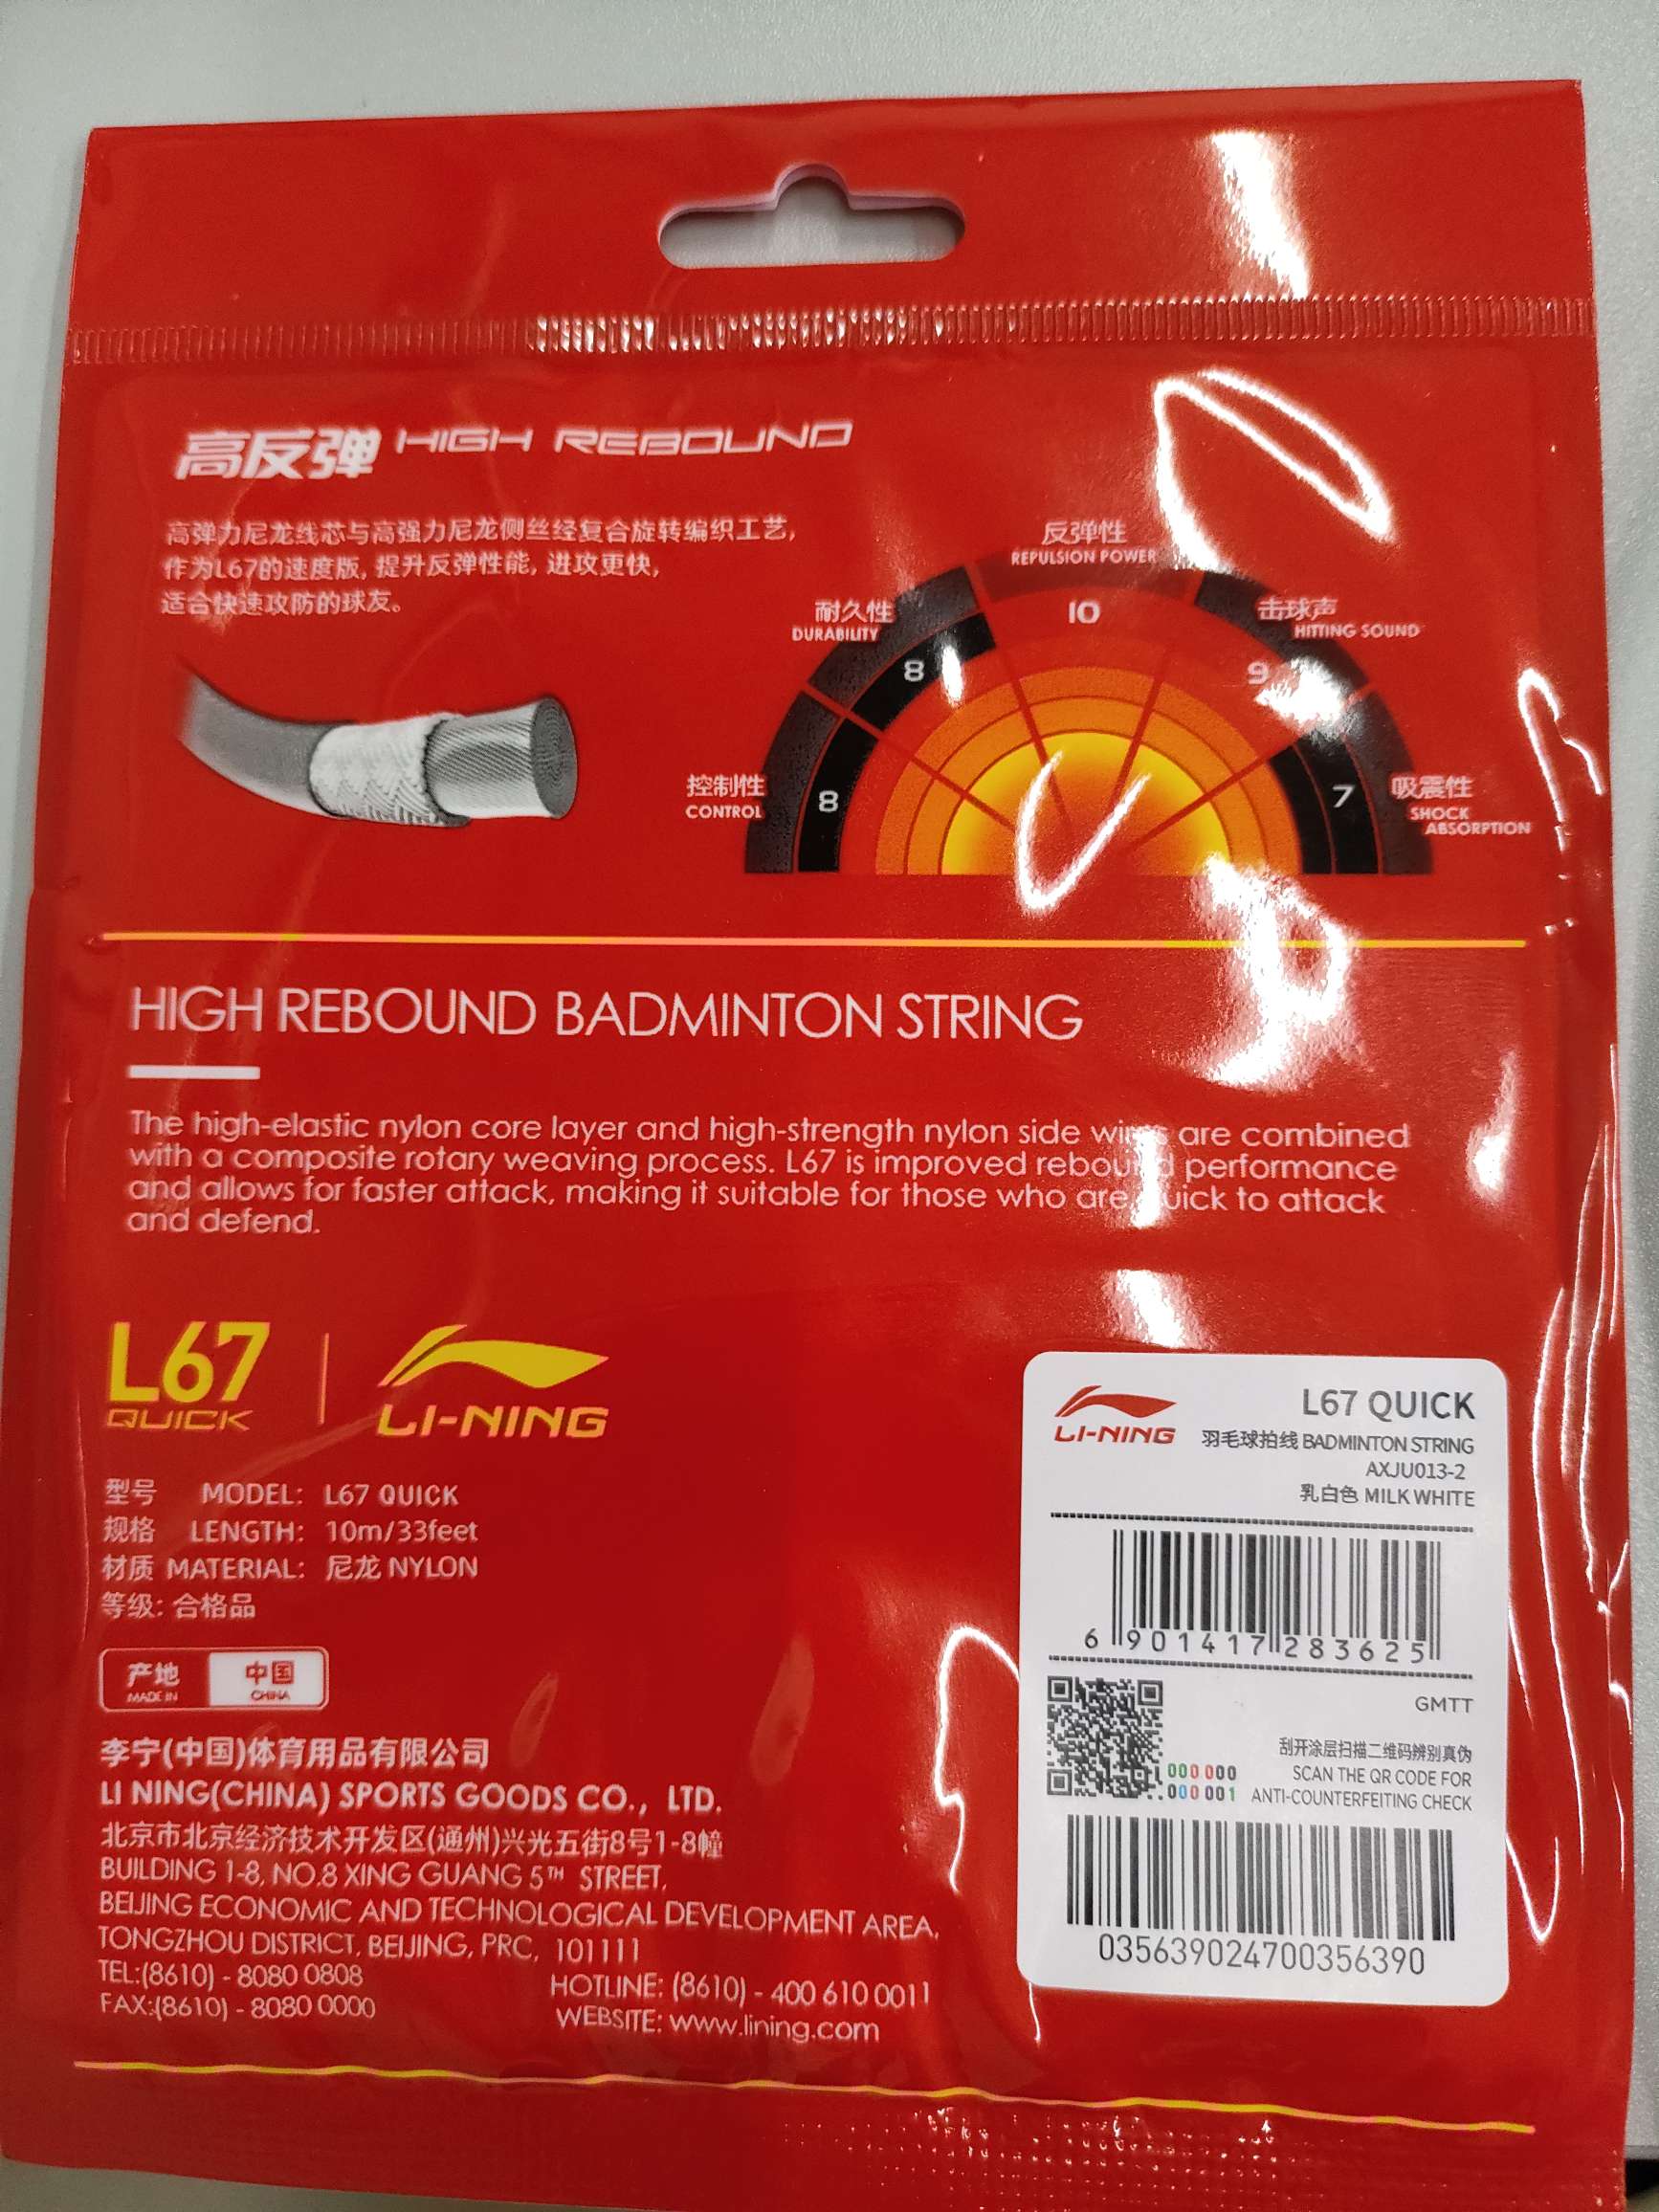 高反弹 HIGH REBOUND
高弹力尼龙线芯与高强力尼龙侧丝经复合旋转编织工艺，
作为L67的速度版，提升反弹性能，进攻更快，
适合快速攻防的球友。
反弹性
REPULSION POWER
10
耐久性
DURABILITY
8
击球声
HITTING SOUND
9
控制性
CONTROL
8
吸震性
SHOCK
ABSORPTION
7
HIGH REBOUND BADMINTON STRING
The high-elastic nylon core layer and high-strength nylon side wires are combined
with a composite rotary weaving process. L67 is improved rebound performance
and allows for faster attack, making it suitable for those who are quick to attack
and defend.
L67
QUICK
LI-NING
型号 MODEL: L67 QUICK
规格 LENGTH: 10m/33feet
材质 MATERIAL: 尼龙 NYLON
等级: 合格品
产地 中国
MADE IN CHINA
李宁(中国)体育用品有限公司
LI NING(CHINA) SPORTS GOODS CO., LTD.
北京市北京经济技术开发区(通州)兴光五街8号1-8幢
BUILDING 1-8, NO.8 XING GUANG 5TH STREET,
BEIJING ECONOMIC AND TECHNOLOGICAL DEVELOPMENT AREA,
TONGZHOU DISTRICT, BEIJING, PRC, 101111
TEL:(8610) - 8080 0808
HOTLINE: (8610) - 400 610 0011
FAX:(8610) - 8080 0000
WEBSITE: www.lining.com
LI-NING
L67 QUICK
羽毛球拍线 BADMINTON STRING
AXJU013-2
乳白色 MILK WHITE
6 901417 283625
GMTT
刮开涂层扫描二维码辨别真伪
SCAN THE QR CODE FOR
ANTI-COUNTERFEITING CHECK
000 000
000 001
035639024700356390